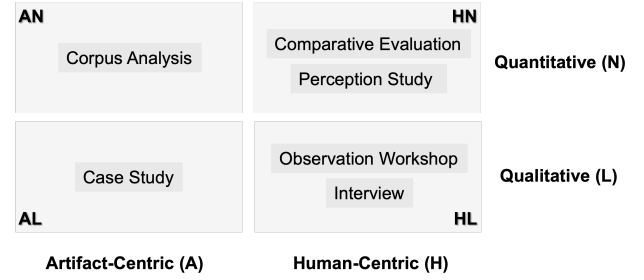 AN
HN
Corpus Analysis
Comparative Evaluation
Perception Study
Quantitative (N)
Case Study
Observation Workshop
Interview
Qualitative (L)
AL
HL
Artifact-Centric (A)
Human-Centric (H)